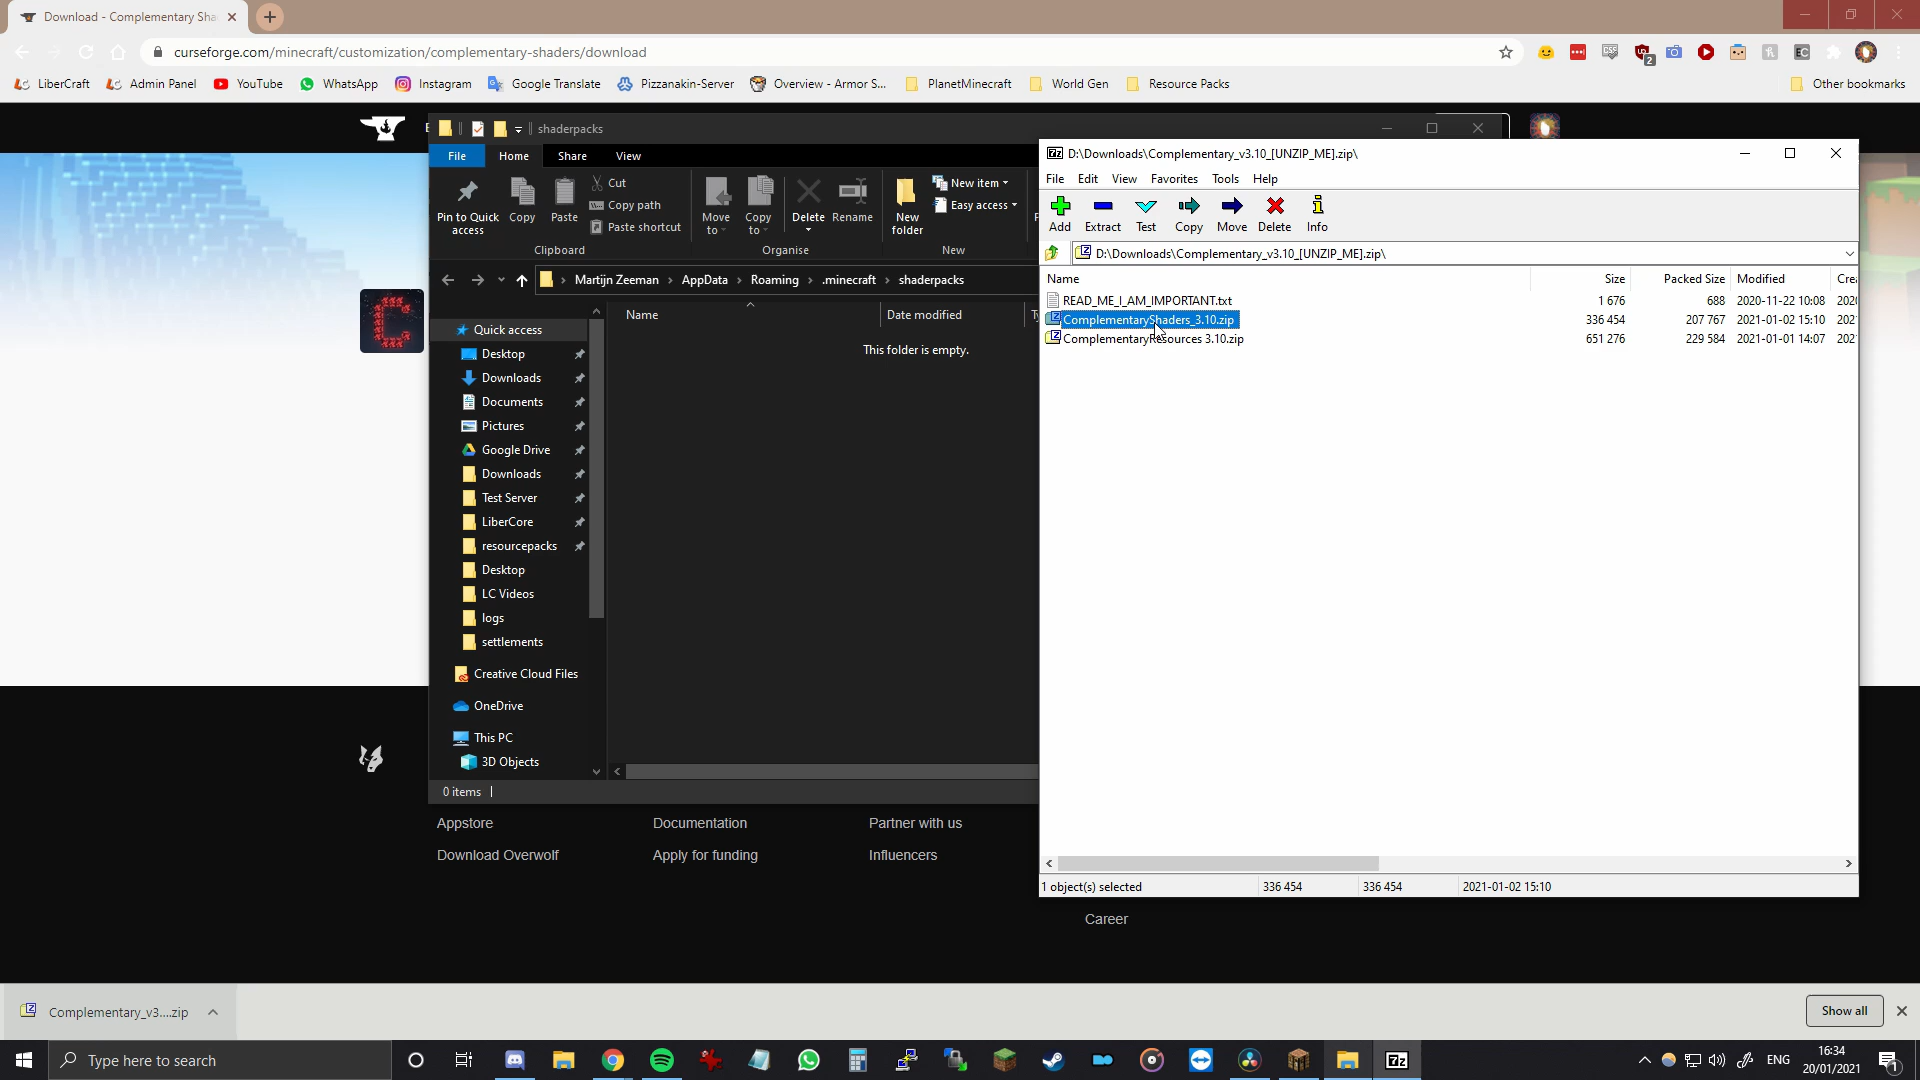 Download - Complementary Sha
curseforge.com/minecraft/customization/complementary-shaders/download
LiberCraft
Admin Panel
YouTube
WhatsApp
Instagram
Google Translate
Pizzanakin-Server
Overview - Armor S...
PlanetMinecraft
World Gen
Resource Packs
Other bookmarks
shaderpacks
File
Home
Share
View
Pin to Quick access
Copy
Paste
Cut
Copy path
Paste shortcut
Move to
Copy to
Delete
Rename
New folder
New item
Easy access
Clipboard
Organise
New
Martijn Zeeman
AppData
Roaming
.minecraft
shaderpacks
Name
Date modified
This folder is empty.
Quick access
Desktop
Downloads
Documents
Pictures
Google Drive
Downloads
Test Server
LiberCore
resourcepacks
Desktop
LC Videos
logs
settlements
Creative Cloud Files
OneDrive
This PC
3D Objects
0 items
D:\Downloads\Complementary_v3.10_[UNZIP_ME].zip\
File Edit View Favorites Tools Help
Add Extract Test Copy Move Delete Info
D:\Downloads\Complementary_v3.10_[UNZIP_ME].zip\
Name Size Packed Size Modified Crea
READ_ME_I_AM_IMPORTANT.txt 1 676 688 2020-11-22 10:08 202
ComplementaryShaders_3.10.zip 336 454 207 767 2021-01-02 15:10 202
ComplementaryResources 3.10.zip 651 276 229 584 2021-01-01 14:07 202
1 object(s) selected 336 454 336 454 2021-01-02 15:10
Appstore
Documentation
Partner with us
Download Overwolf
Apply for funding
Influencers
Career
Complementary_v3....zip
Show all
Type here to search
ENG
16:34
20/01/2021